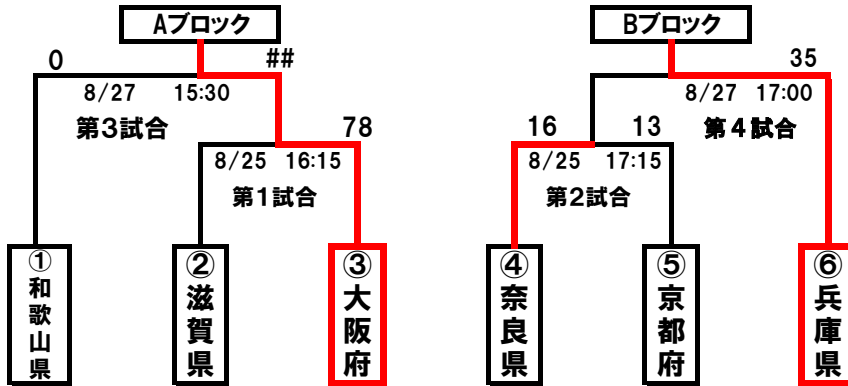 Aブロック
Bブロック
0
##
35
8/27 15:30
8/27 17:00
第3試合
78
16
13
第4試合
8/25 16:15
8/25 17:15
第1試合
第2試合
①和歌山県
②滋賀県
③大阪府
④奈良県
⑤京都府
⑥兵庫県